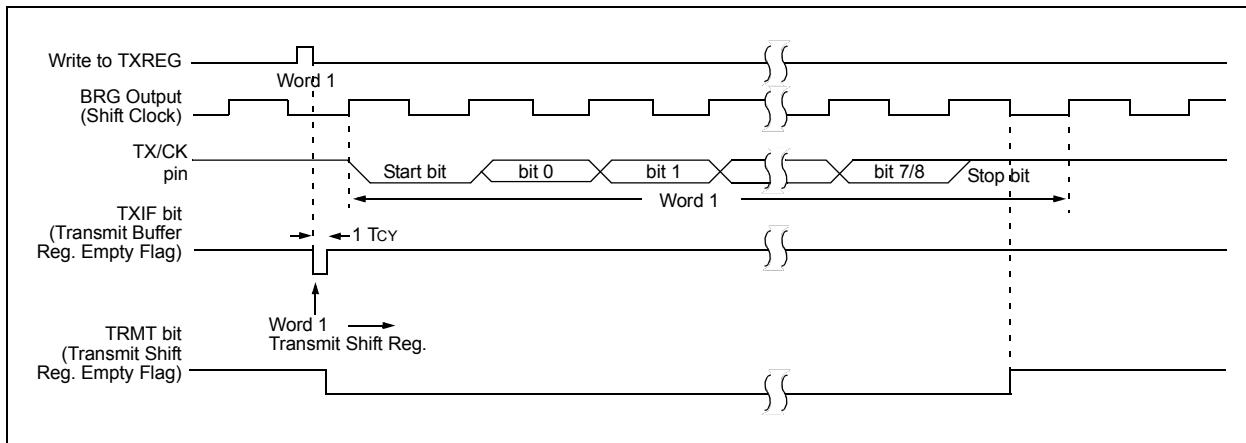 Write to TXREG
Word 1
BRG Output
(Shift Clock)
TX/CK
pin
Start bit
bit 0
bit 1
bit 7/8
Stop bit
Word 1
TXIF bit
(Transmit Buffer
Reg. Empty Flag)
1 TCY
Word 1
Transmit Shift Reg.
TRMT bit
(Transmit Shift
Reg. Empty Flag)